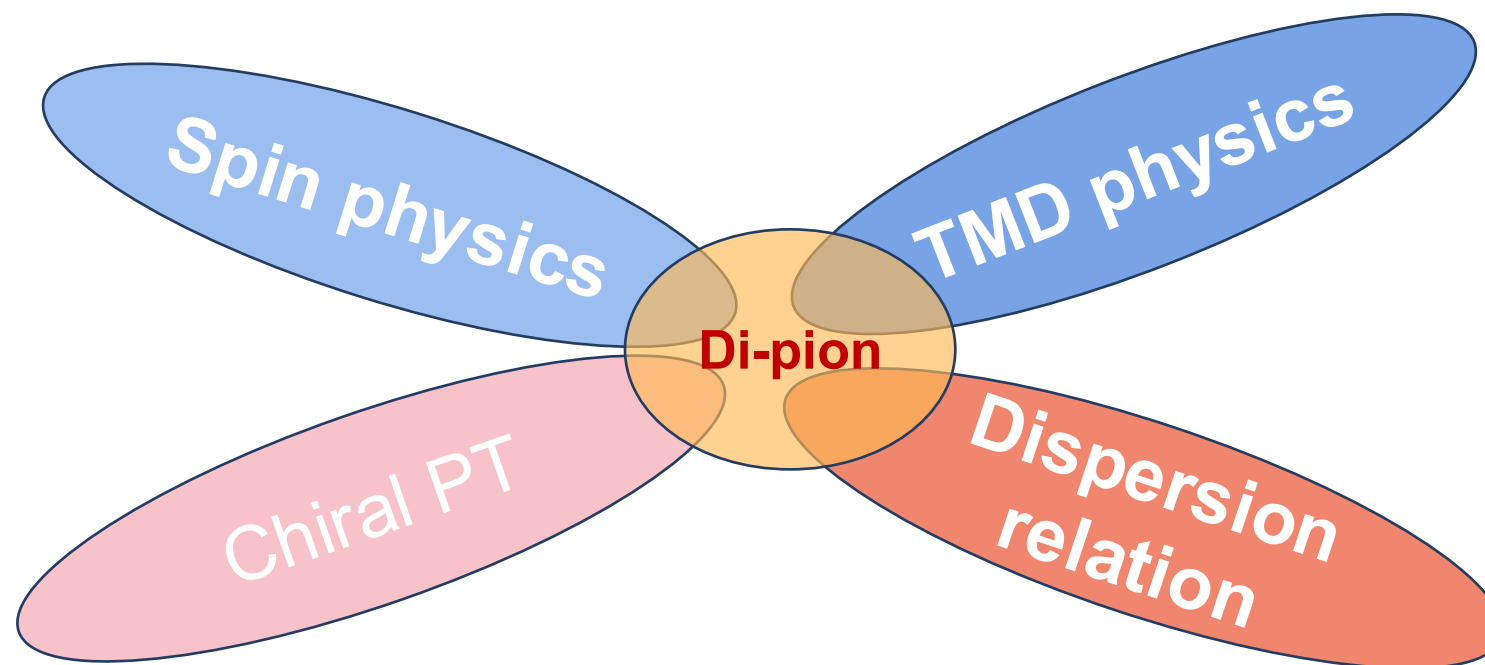 Spin physics
TMD physics
Di-pion
Chiral PT
Dispersion
relation